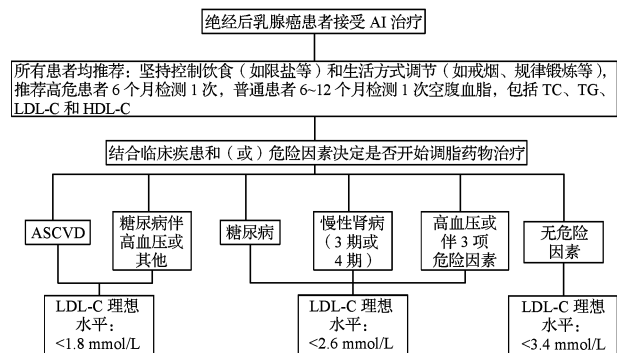 绝经后乳腺癌患者接受 AI 治疗
所有患者均推荐：坚持控制饮食（如限盐等）和生活方式调节（如戒烟、规律锻炼等），
推荐高危患者 6 个月检测 1 次，普通患者 6~12 个月检测 1 次空腹血脂，包括 TC、TG、
LDL-C 和 HDL-C
结合临床疾患和（或）危险因素决定是否开始调脂药物治疗
ASCVD
糖尿病伴
高血压或
其他
糖尿病
慢性肾病
（3 期或
4 期）
高血压或
伴 3 项
危险因素
无危险
因素
LDL-C 理想
水平：
<1.8 mmol/L
LDL-C 理想
水平：
<2.6 mmol/L
LDL-C 理想
水平：
<3.4 mmol/L